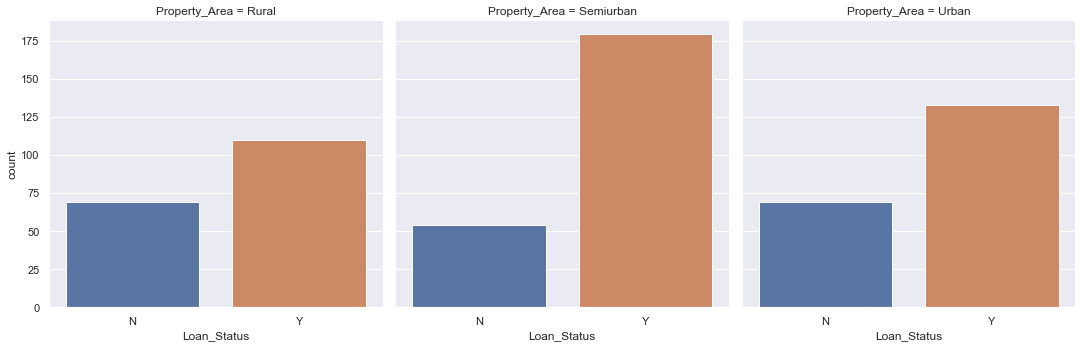 Property_Area = Rural
Property_Area = Semiurban
Property_Area = Urban
count
175
150
125
100
75
50
25
0
N Y
N Y
N Y
Loan_Status
Loan_Status
Loan_Status